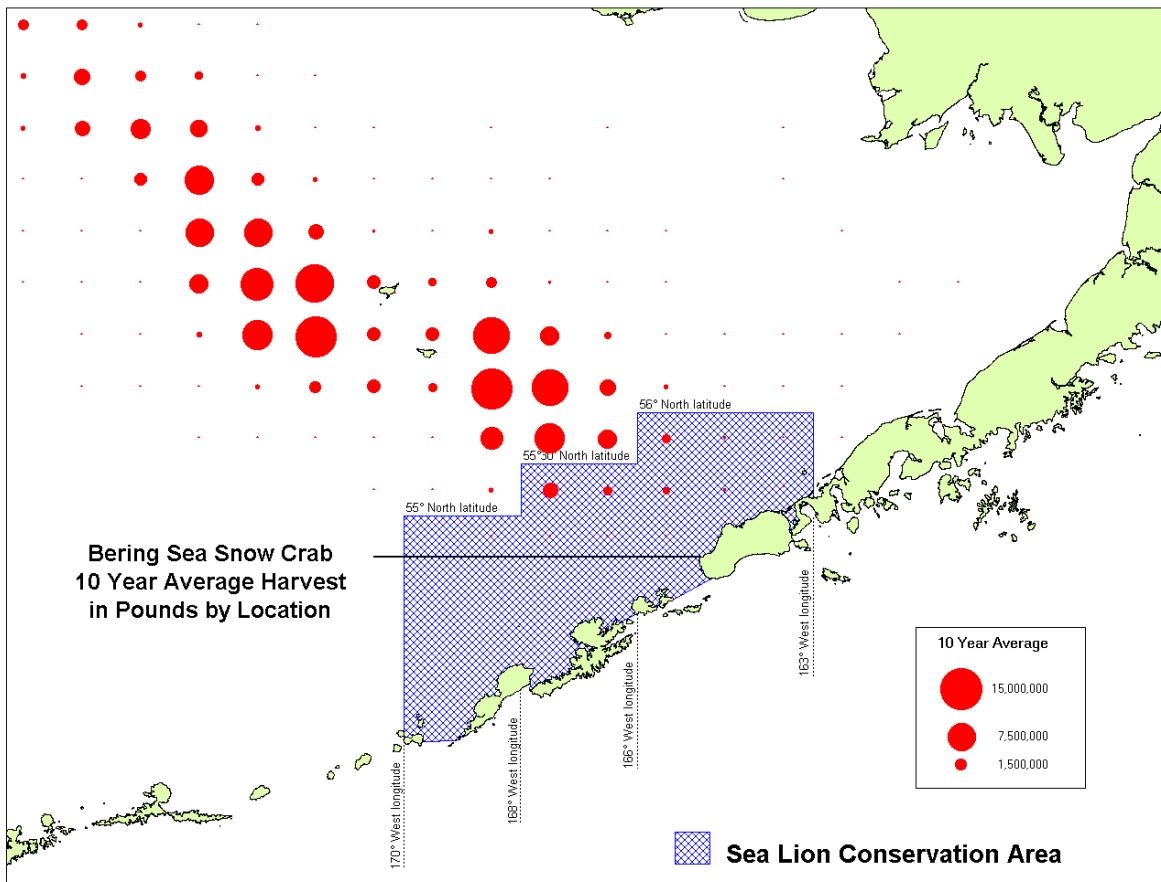 56° North latitude
55°30' North latitude
55° North latitude
Bering Sea Snow Crab
10 Year Average Harvest
in Pounds by Location
163° West longitude
166° West longitude
168° West longitude
170° West longitude
10 Year Average
15,000,000
7,500,000
1,500,000
Sea Lion Conservation Area